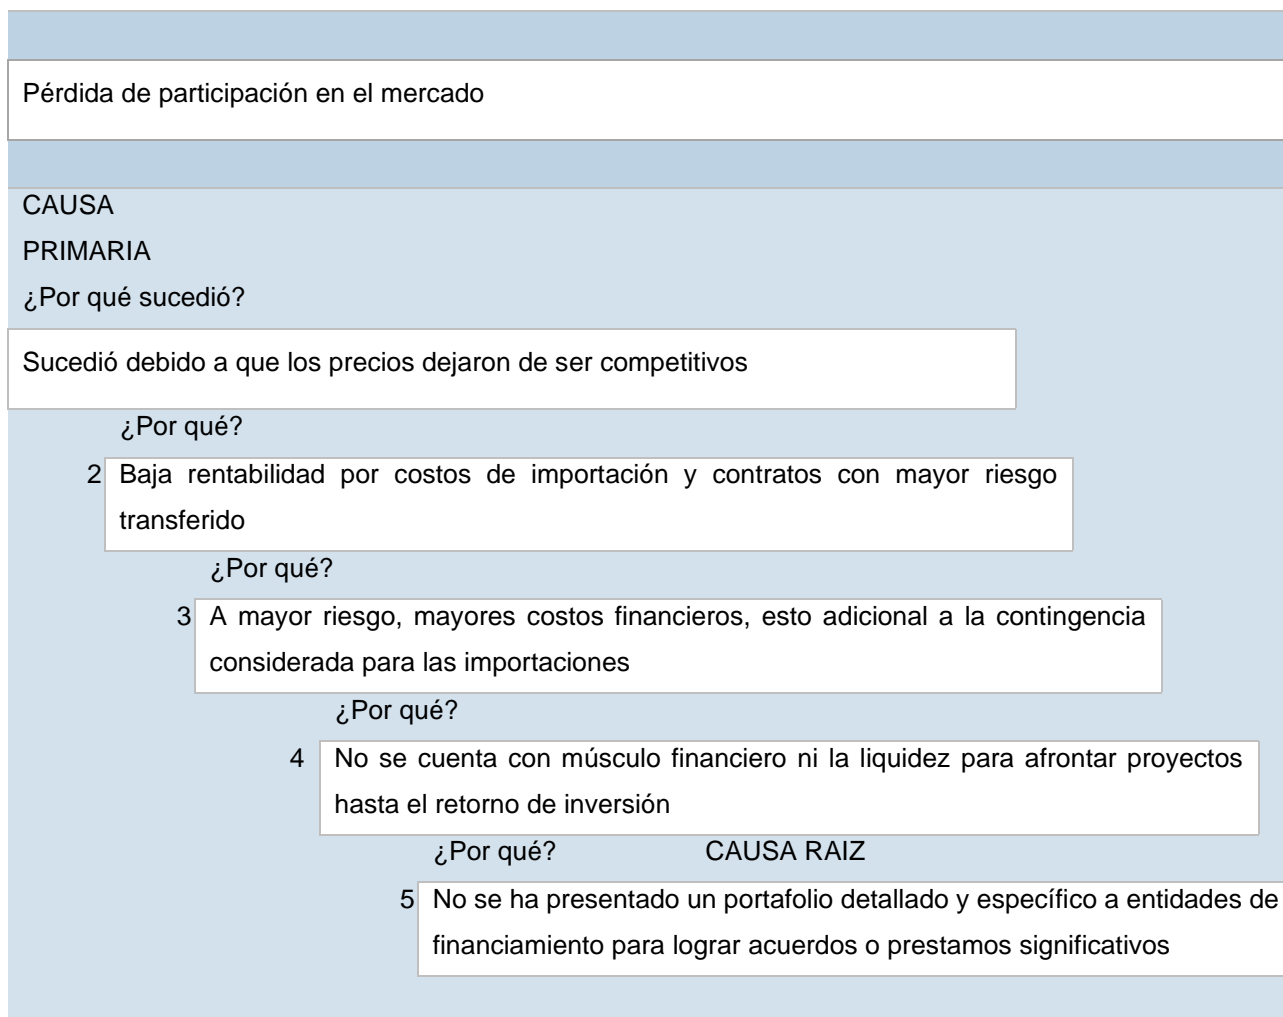 Pérdida de participación en el mercado
CAUSA
PRIMARIA
¿Por qué sucedió?
Sucedió debido a que los precios dejaron de ser competitivos
¿Por qué?
2 Baja rentabilidad por costos de importación y contratos con mayor riesgo
transferido
¿Por qué?
3 A mayor riesgo, mayores costos financieros, esto adicional a la contingencia
considerada para las importaciones
¿Por qué?
4 No se cuenta con músculo financiero ni la liquidez para afrontar proyectos
hasta el retorno de inversión
¿Por qué? CAUSA RAIZ
5 No se ha presentado un portafolio detallado y específico a entidades de
financiamiento para lograr acuerdos o prestamos significativos